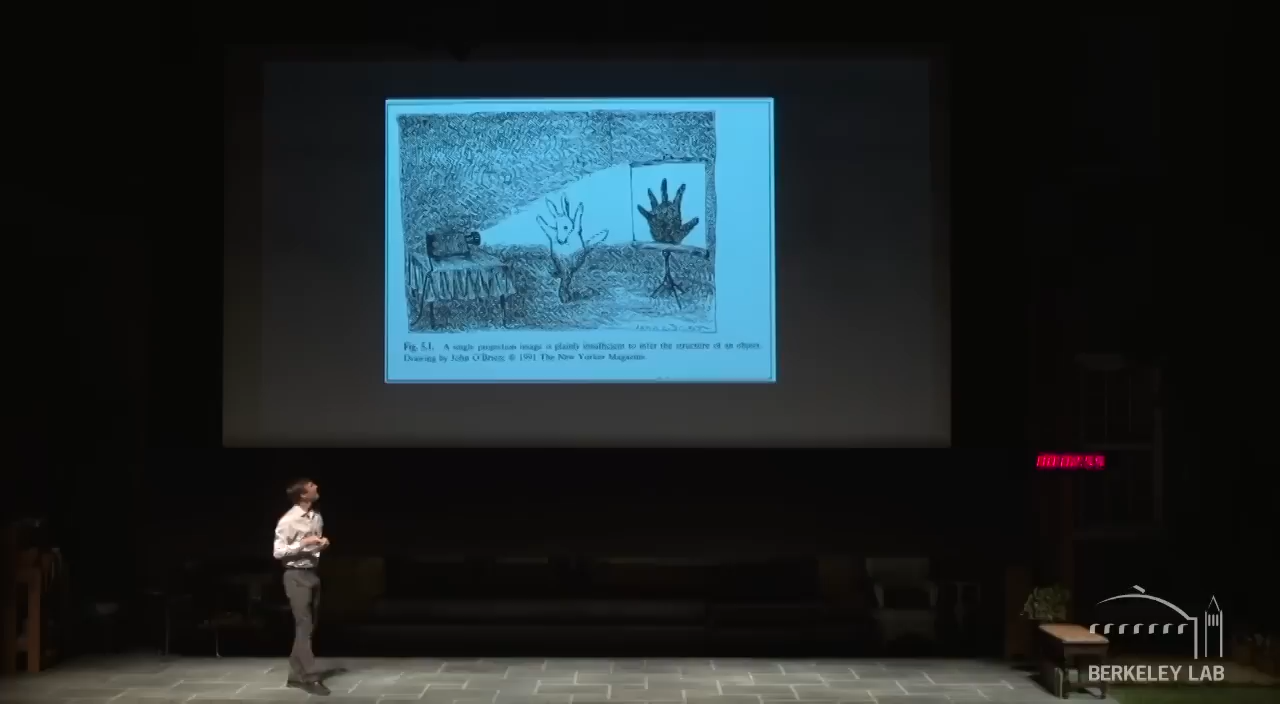 Fig. 5.1. A single projection image is plainly insufficient to infer the structure of an object.
Drawing by John O'Brien; © 1991 The New Yorker Magazine.
BERKELEY LAB